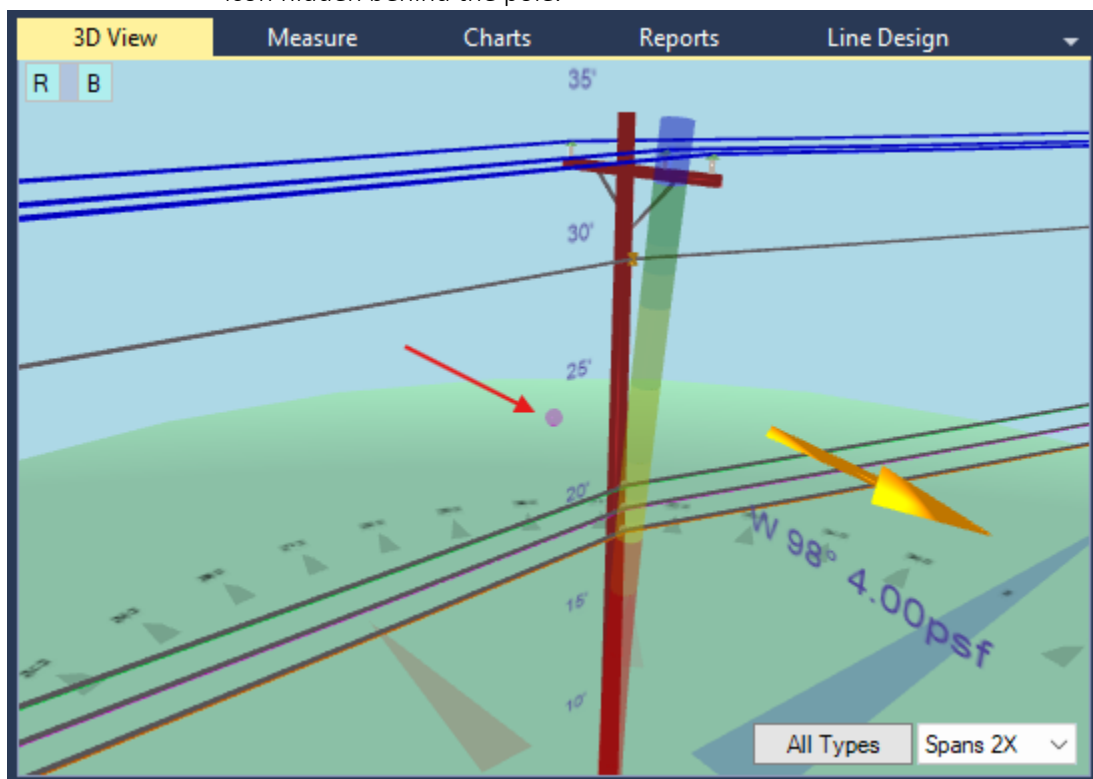 icon hidden behind the pole.
3D View Measure Charts Reports Line Design
R B
35'
30'
25'
20'
15'
10'
W 98° 4.00psf
All Types Spans 2X